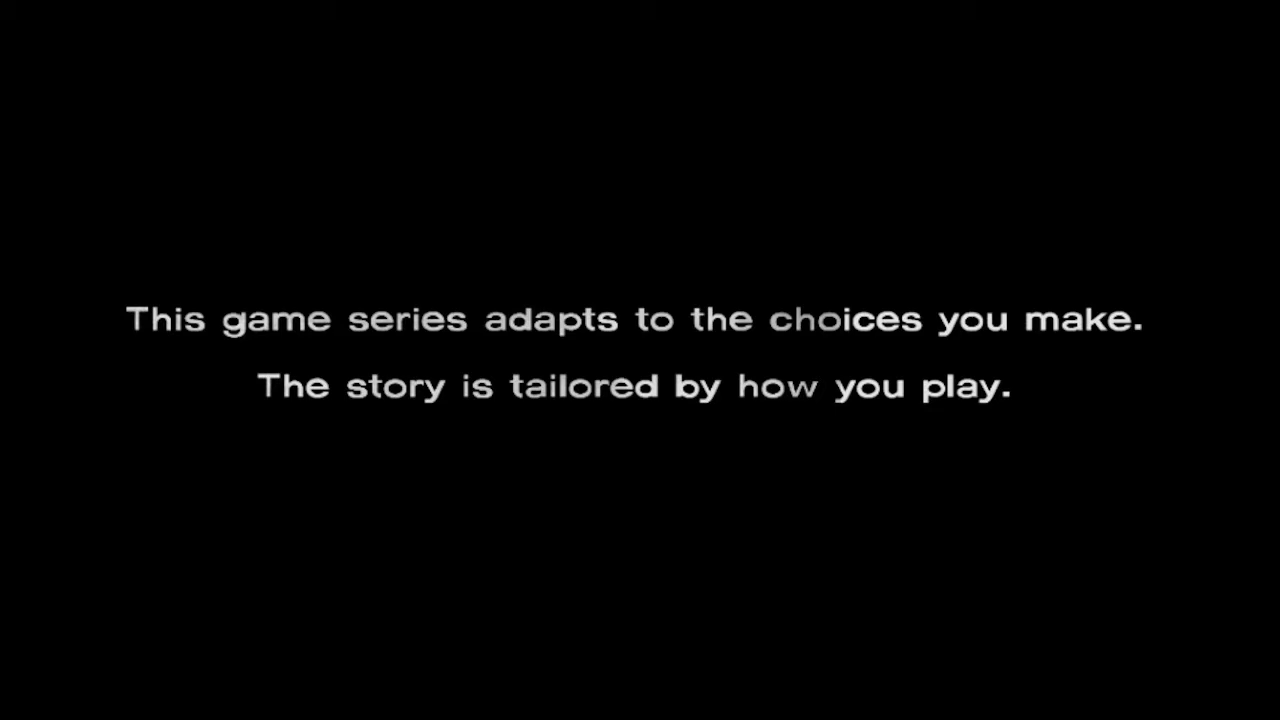 This game series adapts to the choices you make.
The story is tailored by how you play.